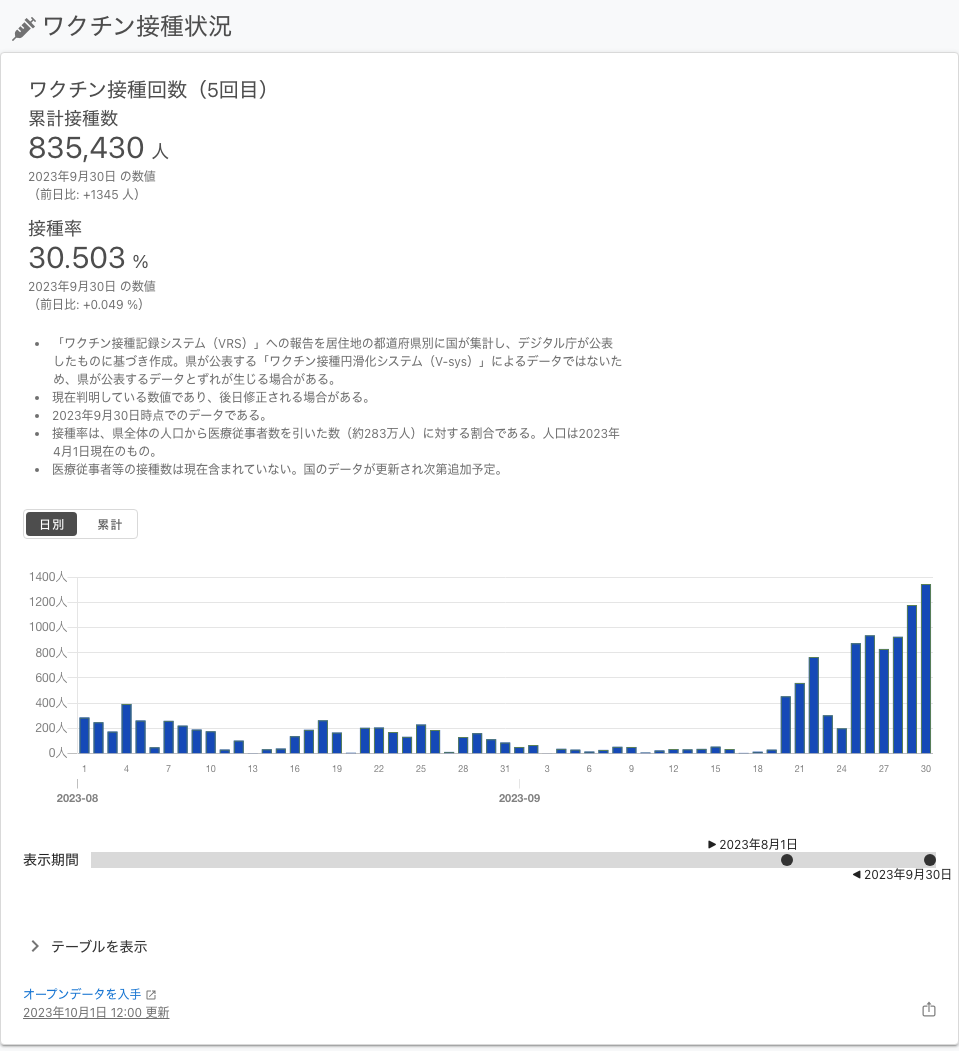 ワクチン接種状況
ワクチン接種回数（5回目）
累計接種数
835,430 人
2023年9月30日 の数値
（前日比: +1345 人）
接種率
30.503 %
2023年9月30日 の数値
（前日比: +0.049 %）
• 「ワクチン接種記録システム（VRS）」への報告を居住地の都道府県別に国が集計し、デジタル庁が公表
したものに基づき作成。県が公表する「ワクチン接種円滑化システム（V-sys）」によるデータではないた
め、県が公表するデータとずれが生じる場合がある。
• 現在判明している数値であり、後日修正される場合がある。
• 2023年9月30日時点でのデータである。
• 接種率は、県全体の人口から医療従事者数を引いた数（約283万人）に対する割合である。人口は2023年
4月1日現在のもの。
• 医療従事者等の接種数は現在含まれていない。国のデータが更新され次第追加予定。
日別 累計
1400人
1200人
1000人
800人
600人
400人
200人
0人
1 4 7 10 13 16 19 22 25 28 31 3 6 9 12 15 18 21 24 27 30
2023-08 2023-09
▶ 2023年8月1日
表示期間
◀ 2023年9月30日
テーブルを表示
オープンデータを入手
2023年10月1日 12:00 更新